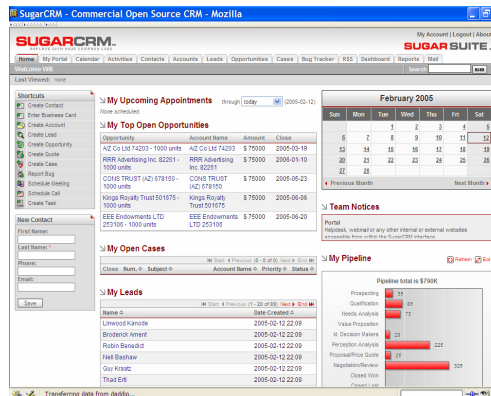 SugarCRM - Commercial Open Source CRM - Mozilla
My Account | Logout | About
SUGARCRM.
SUGAR SUITE
Home My Portal Calendar Activities Contacts Accounts Leads Opportunities Cases Bug Tracker RSS Dashboard Reports Mail
Welcome Will
Search
Last Viewed: none
Shortcuts
Create Contact
Enter Business Card
Create Account
Create Lead
Create Opportunity
Create Quote
Create Case
Report Bug
Schedule Meeting
Schedule Call
Create Task
New Contact
First Name:
Last Name: *
Phone:
Email:
Save
My Upcoming Appointments through today (2005-02-12)
None scheduled.
My Top Open Opportunities
Opportunity Account Name Amount Close
A/Z Co Ltd 74203 - 1000 units A/Z Co Ltd 74203 $75000 2005-03-19
RRR Advertising Inc. 82261 - 1000 units RRR Advertising Inc 82261 $75000 2006-01-10
CONS TRUST (AZ) 678150 - 1000 units CONS TRUST (AZ) 678150 $75000 2005-05-23
Kings Royalty Trust 501675 - 1000 units Kings Royalty Trust 501675 $75000 2005-06-06
EEE Endowments LTD 253106 - 1000 units EEE Endowments LTD 253106 $75000 2005-06-20
My Open Cases
Start Previous (0 - 0 of 0) Next End
Close Num. Subject Account Name Priority Status
My Leads
Start Previous (1 - 20 of 69) Next End
Name Date Created
Linwood Kanode 2005-02-12 22:09
Broderick Ament 2005-02-12 22:09
Robin Benedict 2005-02-12 22:09
Nell Bashaw 2005-02-12 22:09
Guy Kraatz 2005-02-12 22:09
Thad Erti 2005-02-12 22:09
February 2005
Sun Mon Tue Wed Thu Fri Sat
1 2 3 4 5
6 7 8 9 10 11 12
13 14 15 16 17 18 19
20 21 22 23 24 25 26
27 28
Previous Month Next Month
Team Notices
Portal
Helpdesk, webmail or any other internal or external websites
accessible from within the SugarCRM interface
My Pipeline Refresh Edit
Pipeline total is $790K
Prospecting 35
Qualification 85
Needs Analysis 73
Value Proposition
Id. Decision Makers 23
Perception Analysis 225
Proposal/Price Quote 25
Negotiation/Review 325
Closed Won
Closed Lost
Transferring data from daddio...